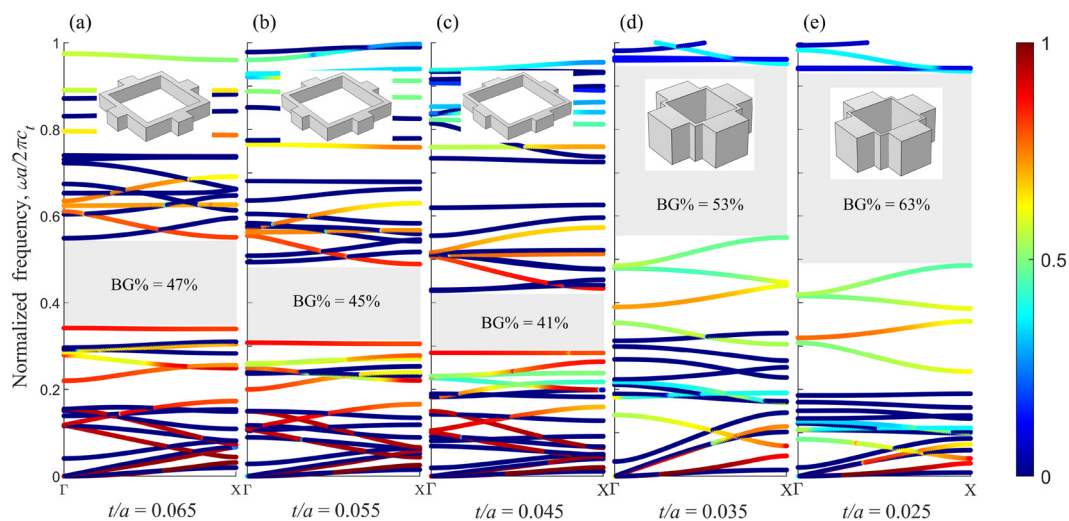 (a) (b) (c) (d) (e)
Normalized frequency, ωa/2πc_t
1
0.8
0.6
0.4
0.2
0
BG% = 47%
BG% = 45%
BG% = 41%
BG% = 53%
BG% = 63%
1
0.5
0
Γ X Γ X Γ X Γ X Γ X
t/a = 0.065 t/a = 0.055 t/a = 0.045 t/a = 0.035 t/a = 0.025